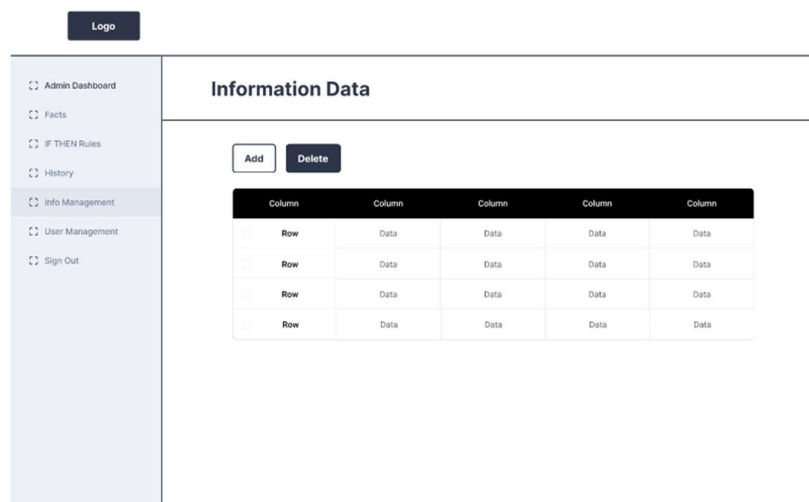 Logo
Admin Dashboard
Facts
IF THEN Rules
History
Info Management
User Management
Sign Out
Information Data
Add Delete
Column Column Column Column Column
Row Data Data Data Data
Row Data Data Data Data
Row Data Data Data Data
Row Data Data Data Data